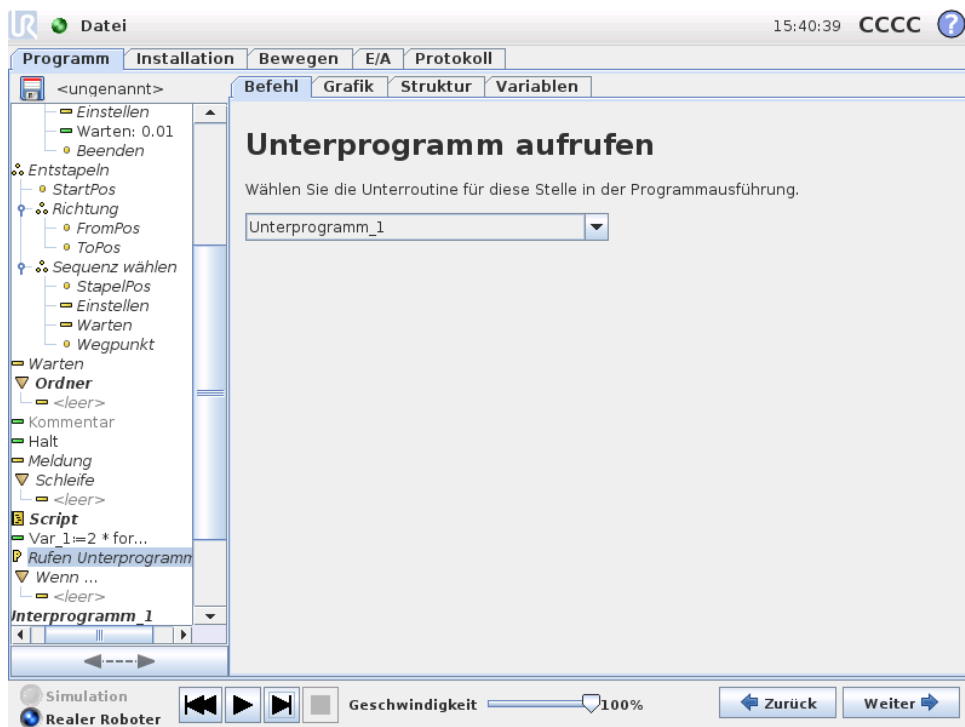 UR Datei 15:40:39 CCCC ?
Programm Installation Bewegen E/A Protokoll
<ungenannt>
Befehl Grafik Struktur Variablen
Einstellen
Warten: 0.01
Beenden
Entstapeln
StartPos
Richtung
FromPos
ToPos
Sequenz wählen
StapelPos
Einstellen
Warten
Wegpunkt
Warten
Ordner
<leer>
Kommentar
Halt
Meldung
Schleife
<leer>
Script
Var_1:=2 * for...
Rufen Unterprogramm
Wenn ...
<leer>
Unterprogramm_1
Unterprogramm aufrufen
Wählen Sie die Unterroutine für diese Stelle in der Programmausführung.
Unterprogramm_1
Simulation
Realer Roboter
Geschwindigkeit 100%
Zurück Weiter